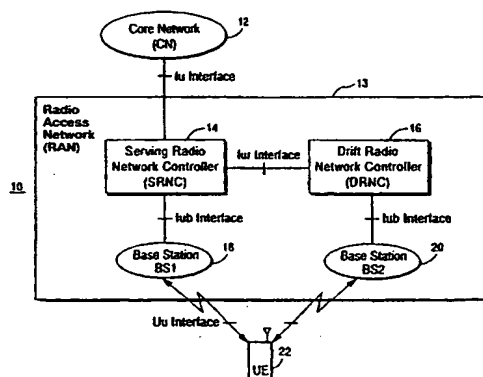 Core Network
(CN)
12
Iu Interface
13
Radio
Access
Network
(RAN)
14
16
Serving Radio
Network Controller
(SRNC)
Iur Interface
Drift Radio
Network Controller
(DRNC)
10
Iub Interface
Iub Interface
18
20
Base Station
BS1
Base Station
BS2
Uu Interface
22
UE